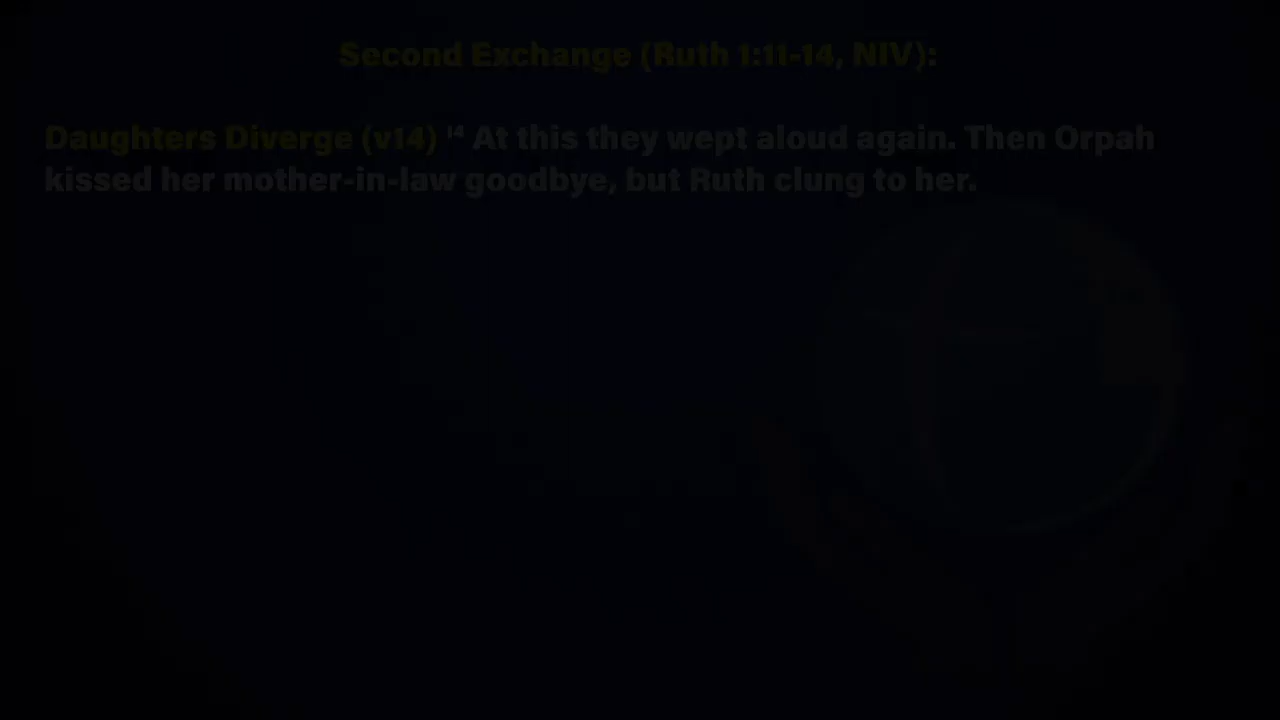 Second Exchange (Ruth 1:11-14, NIV):
Daughters Diverge (v14) ¹⁴ At this they wept aloud again. Then Orpah
kissed her mother-in-law goodbye, but Ruth clung to her.